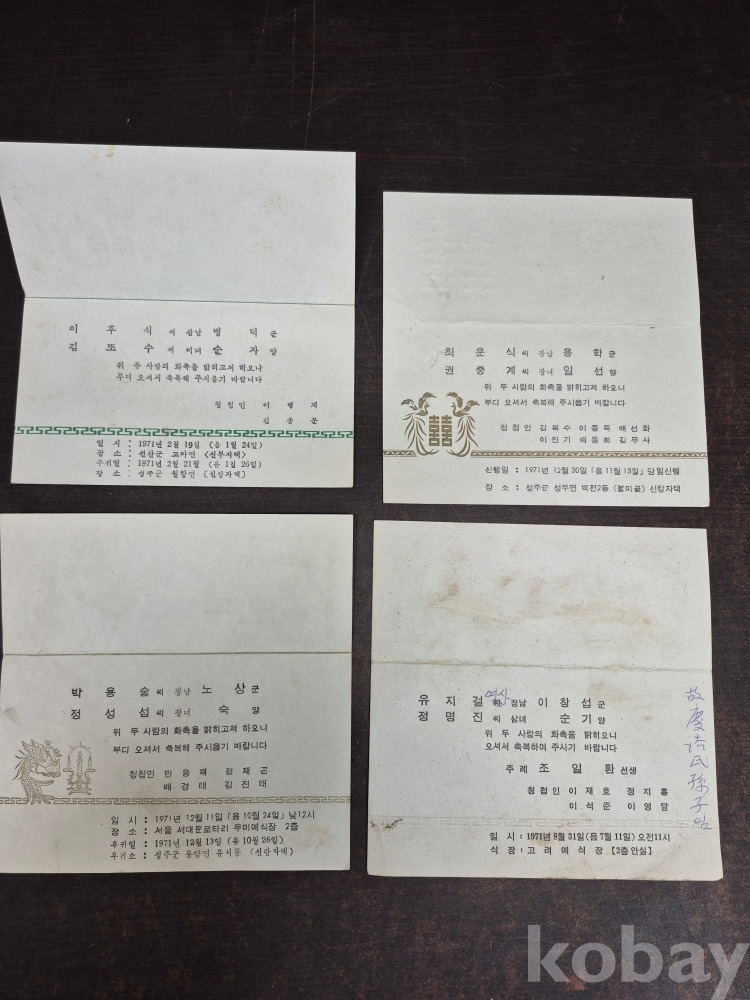 이 후 식 씨 삼남 병 덕 군
김 또 수 씨 이녀 순 자 양
위 두 사람의 화촉을 밝히고저 하오니
부디 오셔서 축복해 주시옵기 바랍니다
청첩인 이 병
김 종 문
일 시 : 1971년 2월 19일 (음 1월 24일)
장 소 : 선산군 고아면 (신부자택)
우귀일 : 1971년 2월 21일 (음 1월 26일)
장 소 : 성주군 월항면 (신랑자택)
최 운 식 씨 장남 용 학 군
권 중 계 씨 장녀 일 선 양
위 두 사람의 화촉을 밝히고저 하오니
부디 오셔서 축복해 주시옵기 바랍니다
囍
청첩인 김 복 수 이 종 득 배 선 화
이 진 기 배 동 희 김 무 사
신행일 : 1971년 12월 30일 「음 11월 13일」 당일신행
장 소 : 성주군 성주면 백전2동 (봄미골) 신랑자택
박 용 술 씨 장남 노 상 군
정 성 섭 씨 장녀 숙 양
위 두 사람의 화촉을 밝히고저 하오니
부디 오셔서 축복해 주시옵기 바랍니다
청첩인 민 용 재 정 재 곤
배 경 태 김 진 태
일 시 : 1971년 12월 11일 「음 10월 24일」 낮12시
장 소 : 서울 서대문로타리 우미예식장 2층
우귀일 : 1971년 12월 13일 (음 10월 26일)
우귀소 : 성주군 용암면 유서동 (신랑자택)
유 지 걸 씨 장남 이 창 섭 군
정 명 진 씨 삼녀 순 기 양
위 두 사람의 화촉을 밝히오니
오셔서 축복하여 주시기 바랍니다
주 례 조 일 환 선생
청첩인 이 재 호 정 지 홍
이 석 준 이 영 달
일 시 : 1971년 8월 31일 (음 7월 11일) 오전11시
식 장 : 고 려 예 식 장 【2층 안실】
故慶浩氏孫子임
kobay